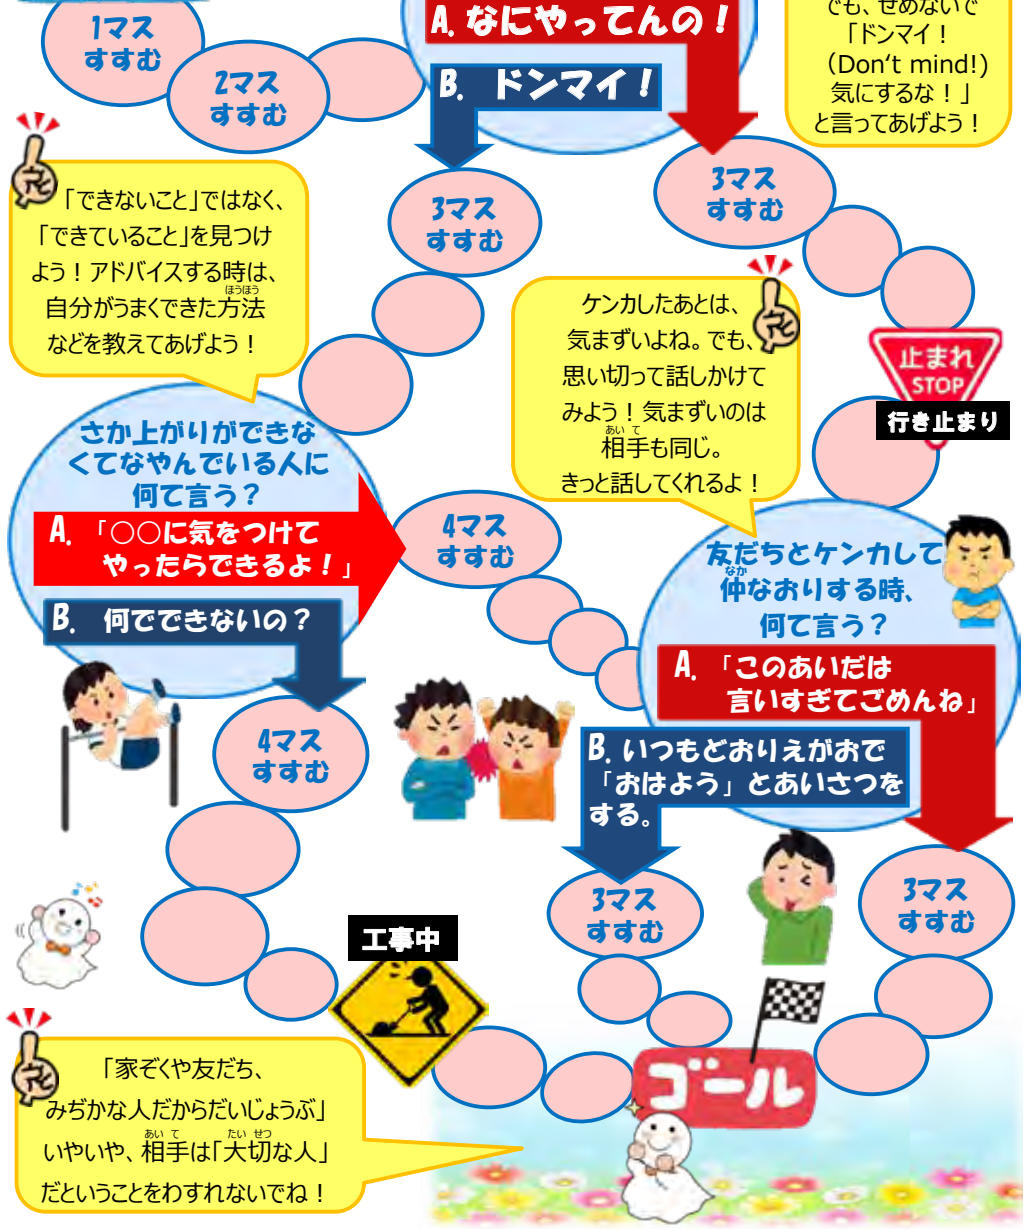 A.なにやってんの！
でも、せめないで
「ドンマイ！
（Don't mind!)
気にするな！」
と言ってあげよう！
1マス
すすむ
2マス
すすむ
B. ドンマイ！
3マス
すすむ
3マス
すすむ
「できないこと」ではなく、
「できていること」を見つけ
よう！アドバイスする時は、
ほうほう
自分がうまくできた方法
などを教えてあげよう！
ケンカしたあとは、
気まずいよね。でも、
思い切って話しかけて
みよう！気まずいのは
あい て
相手も同じ。
きっと話してくれるよ！
止まれ
STOP
行き止まり
さか上がりができな
くてなやんでいる人に
何て言う？
A. 「○○に気をつけて
やったらできるよ！」
B. 何でできないの？
4マス
すすむ
4マス
すすむ
友だちとケンカして
なか
仲なおりする時、
何て言う？
A. 「このあいだは
言いすぎてごめんね」
B.いつもどおりえがおで
「おはよう」とあいさつを
する。
3マス
すすむ
3マス
すすむ
工事中
ゴール
「家ぞくや友だち、
みぢかな人だからだいじょうぶ」
あい て たい せつ
いやいや、相手は「大切な人」
だということをわすれないでね！